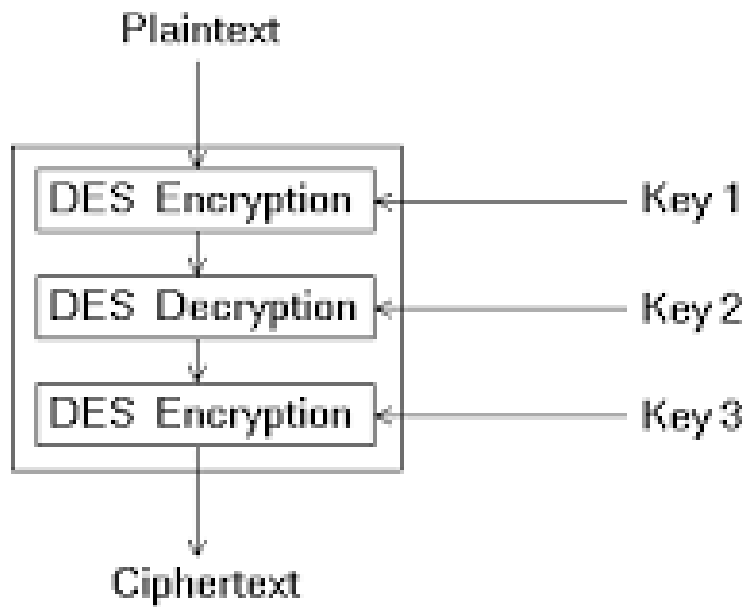 Plaintext
DES Encryption
Key 1
DES Decryption
Key 2
DES Encryption
Key 3
Ciphertext